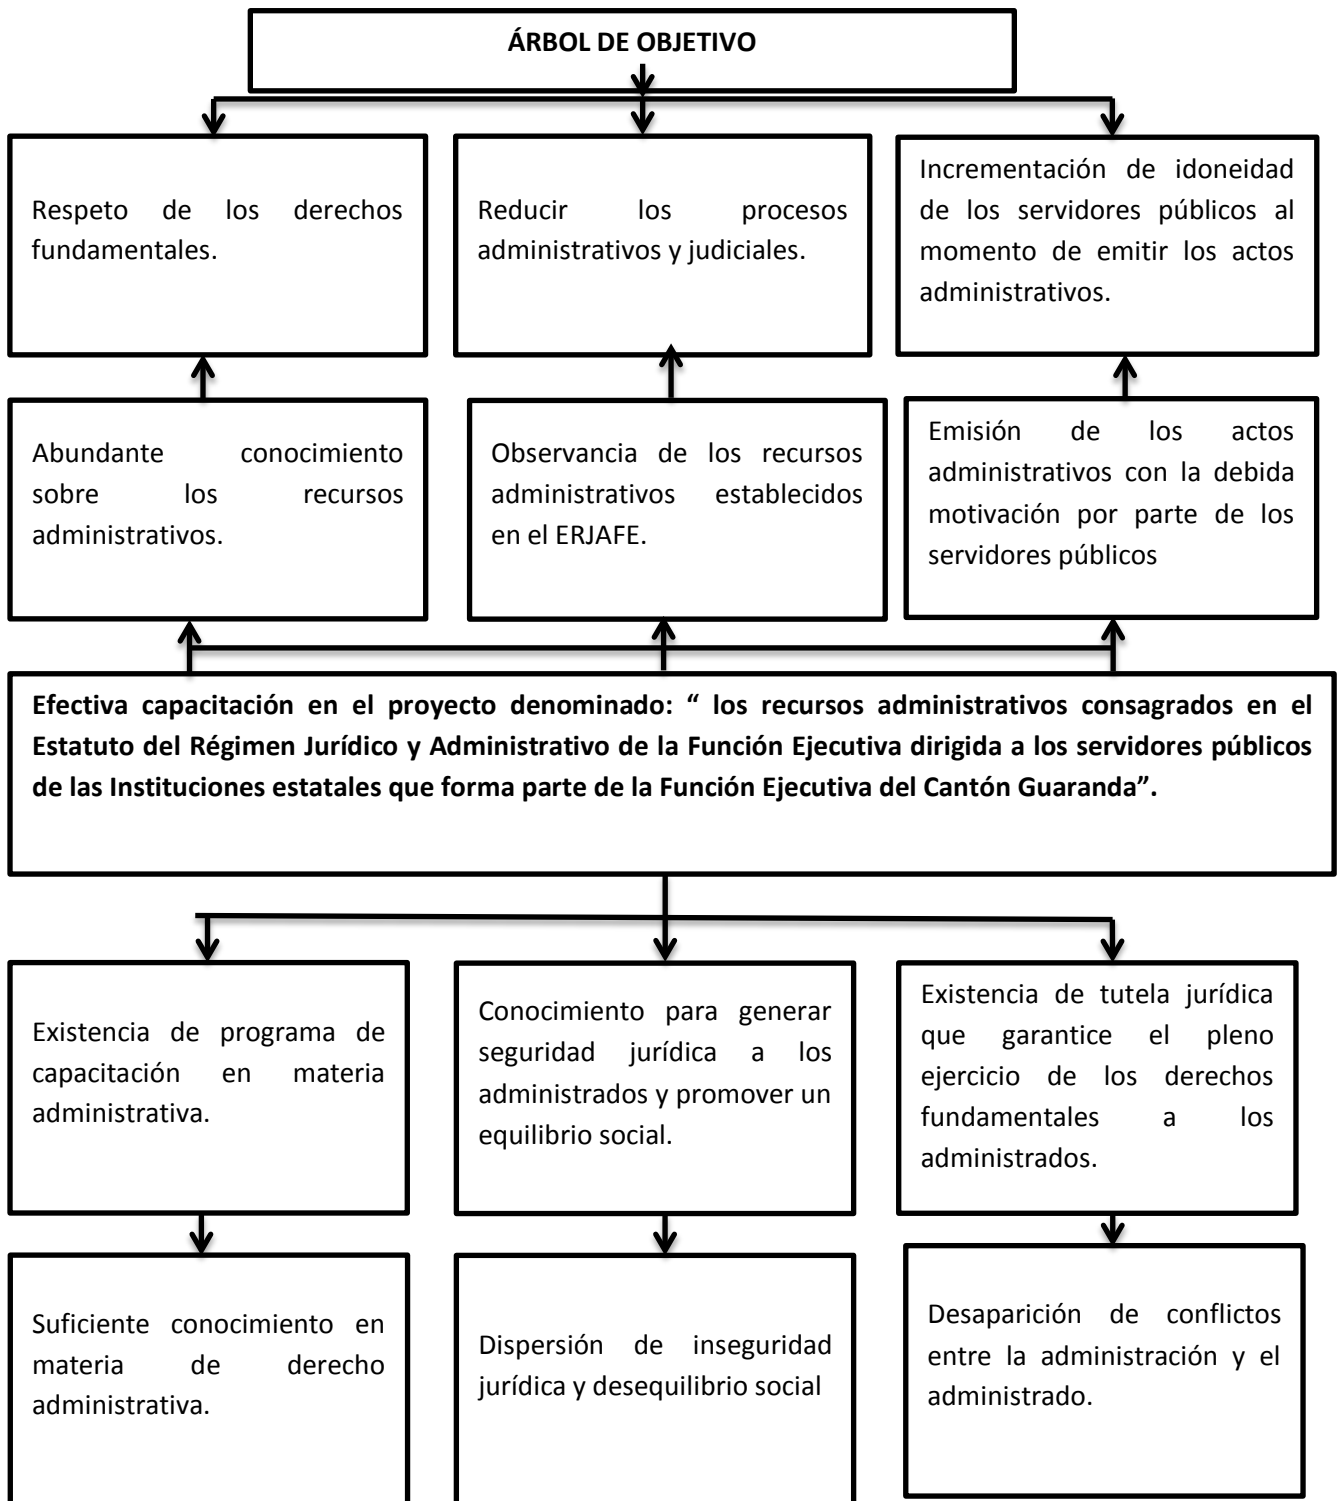 ÁRBOL DE OBJETIVO
Respeto de los derechos
fundamentales.
Reducir los procesos
administrativos y judiciales.
Incrementación de idoneidad
de los servidores públicos al
momento de emitir los actos
administrativos.
Abundante conocimiento
sobre los recursos
administrativos.
Observancia de los recursos
administrativos establecidos
en el ERJAFE.
Emisión de los actos
administrativos con la debida
motivación por parte de los
servidores públicos
Efectiva capacitación en el proyecto denominado: “ los recursos administrativos consagrados en el
Estatuto del Régimen Jurídico y Administrativo de la Función Ejecutiva dirigida a los servidores públicos
de las Instituciones estatales que forma parte de la Función Ejecutiva del Cantón Guaranda”.
Existencia de programa de
capacitación en materia
administrativa.
Conocimiento para generar
seguridad jurídica a los
administrados y promover un
equilibrio social.
Existencia de tutela jurídica
que garantice el pleno
ejercicio de los derechos
fundamentales a los
administrados.
Suficiente conocimiento en
materia de derecho
administrativa.
Dispersión de inseguridad
jurídica y desequilibrio social
Desaparición de conflictos
entre la administración y el
administrado.